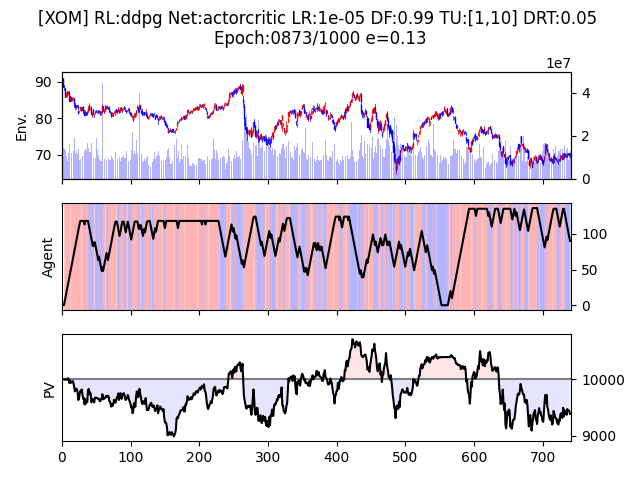 [XOM] RL:ddpg Net:actorcritic LR:1e-05 DF:0.99 TU:[1,10] DRT:0.05
Epoch:0873/1000 e=0.13
1e7
90
80
70
Env.
4
2
0
Agent
100
50
0
PV
10000
9000
0 100 200 300 400 500 600 700